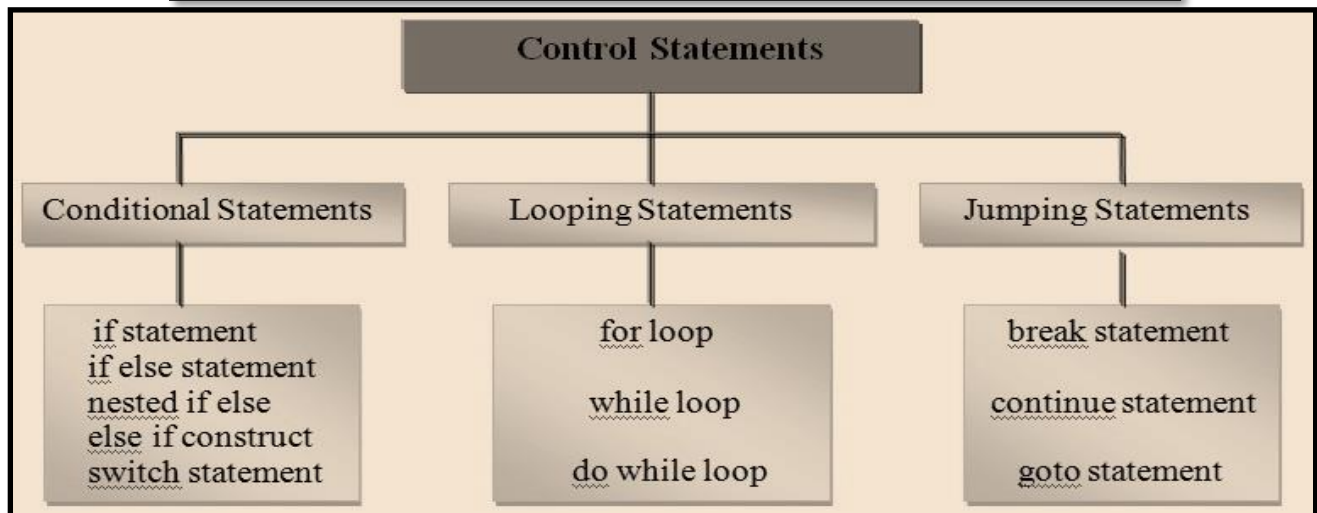 Control Statements
Conditional Statements
Looping Statements
Jumping Statements
if statement
if else statement
nested if else
else if construct
switch statement
for loop
while loop
do while loop
break statement
continue statement
goto statement